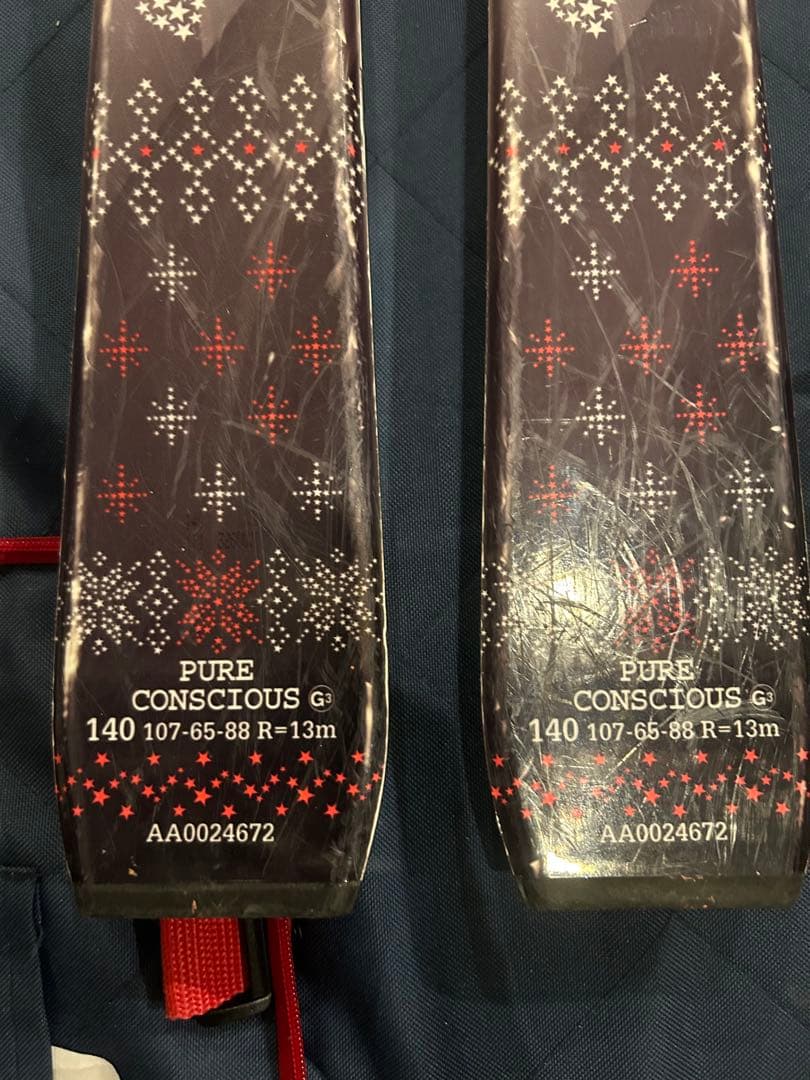 PURE
CONSCIOUS G3
140 107-65-88 R=13m
AA0024672
PURE
CONSCIOUS G3
140 107-65-88 R=13m
AA0024672